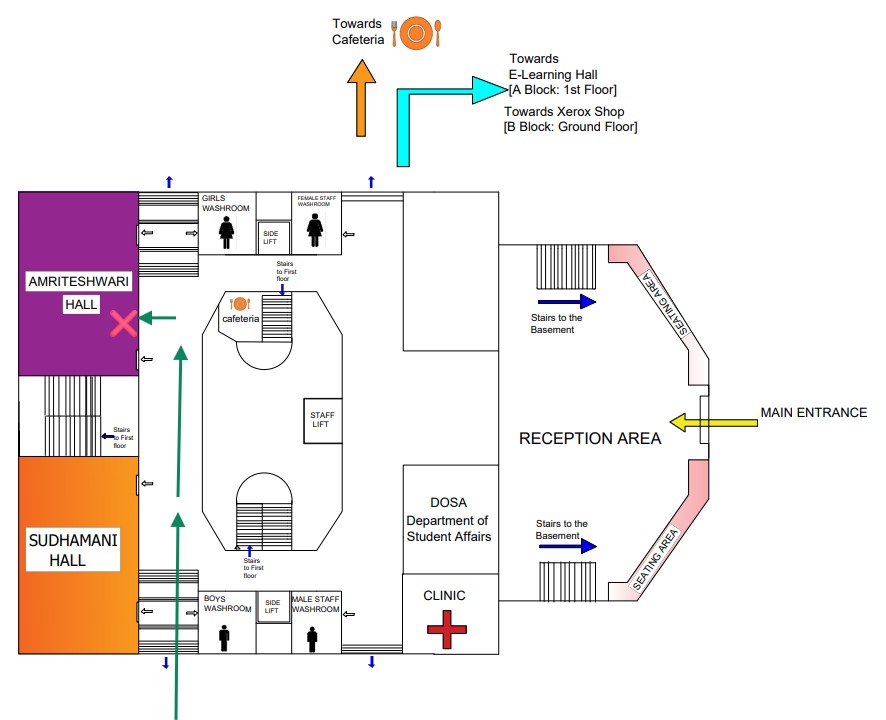 Towards
Cafeteria
Towards
E-Learning Hall
[A Block: 1st Floor]
Towards Xerox Shop
[B Block: Ground Floor]
GIRLS
WASHROOM
SIDE
LIFT
FEMALE STAFF
WASHROOM
AMRITESHWARI
HALL
Stairs
to First
floor
cafeteria
Stairs to the
Basement
SEATING AREA
MAIN ENTRANCE
STAFF
LIFT
RECEPTION AREA
Stairs
to First
floor
DOSA
Department of
Student Affairs
SUDHAMANI
HALL
Stairs to the
Basement
SEATING AREA
Stairs
to First
floor
BOYS
WASHROOM
SIDE
LIFT
MALE STAFF
WASHROOM
CLINIC